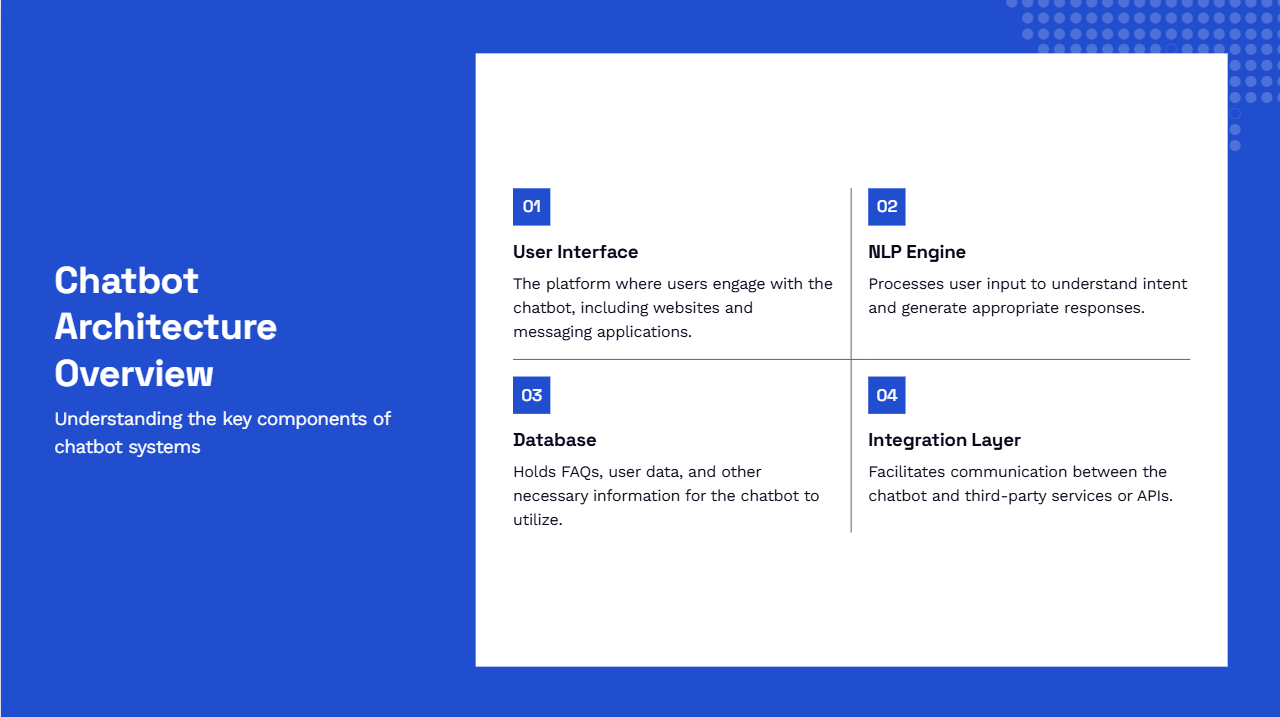 Chatbot
Architecture
Overview
Understanding the key components of
chatbot systems
01
User Interface
The platform where users engage with the
chatbot, including websites and
messaging applications.
02
NLP Engine
Processes user input to understand intent
and generate appropriate responses.
03
Database
Holds FAQs, user data, and other
necessary information for the chatbot to
utilize.
04
Integration Layer
Facilitates communication between the
chatbot and third-party services or APIs.